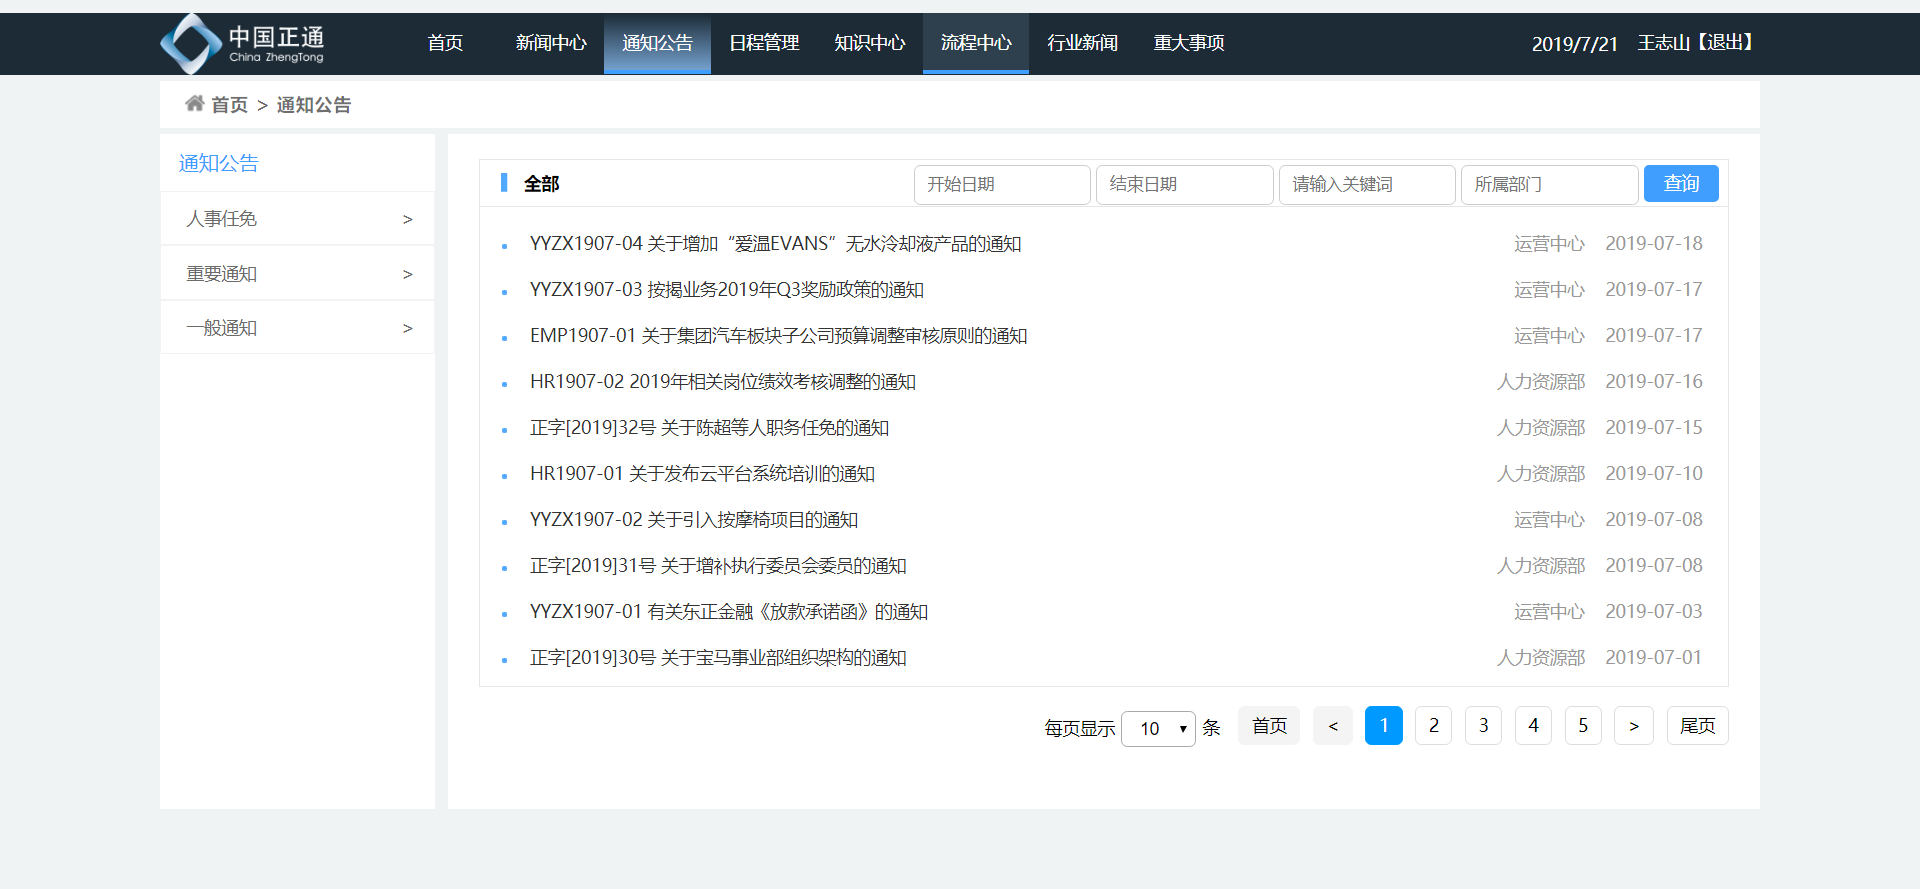 中国正通
China ZhengTong
首页 新闻中心 通知公告 日程管理 知识中心 流程中心 行业新闻 重大事项 2019/7/21 王志山【退出】
首页 > 通知公告
通知公告
人事任免 >
重要通知 >
一般通知 >
全部 开始日期 结束日期 请输入关键词 所属部门 查询
YYZX1907-04 关于增加“爱温EVANS”无水冷却液产品的通知 运营中心 2019-07-18
YYZX1907-03 按揭业务2019年Q3奖励政策的通知 运营中心 2019-07-17
EMP1907-01 关于集团汽车板块子公司预算调整审核原则的通知 运营中心 2019-07-17
HR1907-02 2019年相关岗位绩效考核调整的通知 人力资源部 2019-07-16
正字[2019]32号 关于陈超等人职务任免的通知 人力资源部 2019-07-15
HR1907-01 关于发布云平台系统培训的通知 人力资源部 2019-07-10
YYZX1907-02 关于引入按摩椅项目的通知 运营中心 2019-07-08
正字[2019]31号 关于增补执行委员会委员的通知 人力资源部 2019-07-08
YYZX1907-01 有关东正金融《放款承诺函》的通知 运营中心 2019-07-03
正字[2019]30号 关于宝马事业部组织架构的通知 人力资源部 2019-07-01
每页显示 10 条 首页 < 1 2 3 4 5 > 尾页